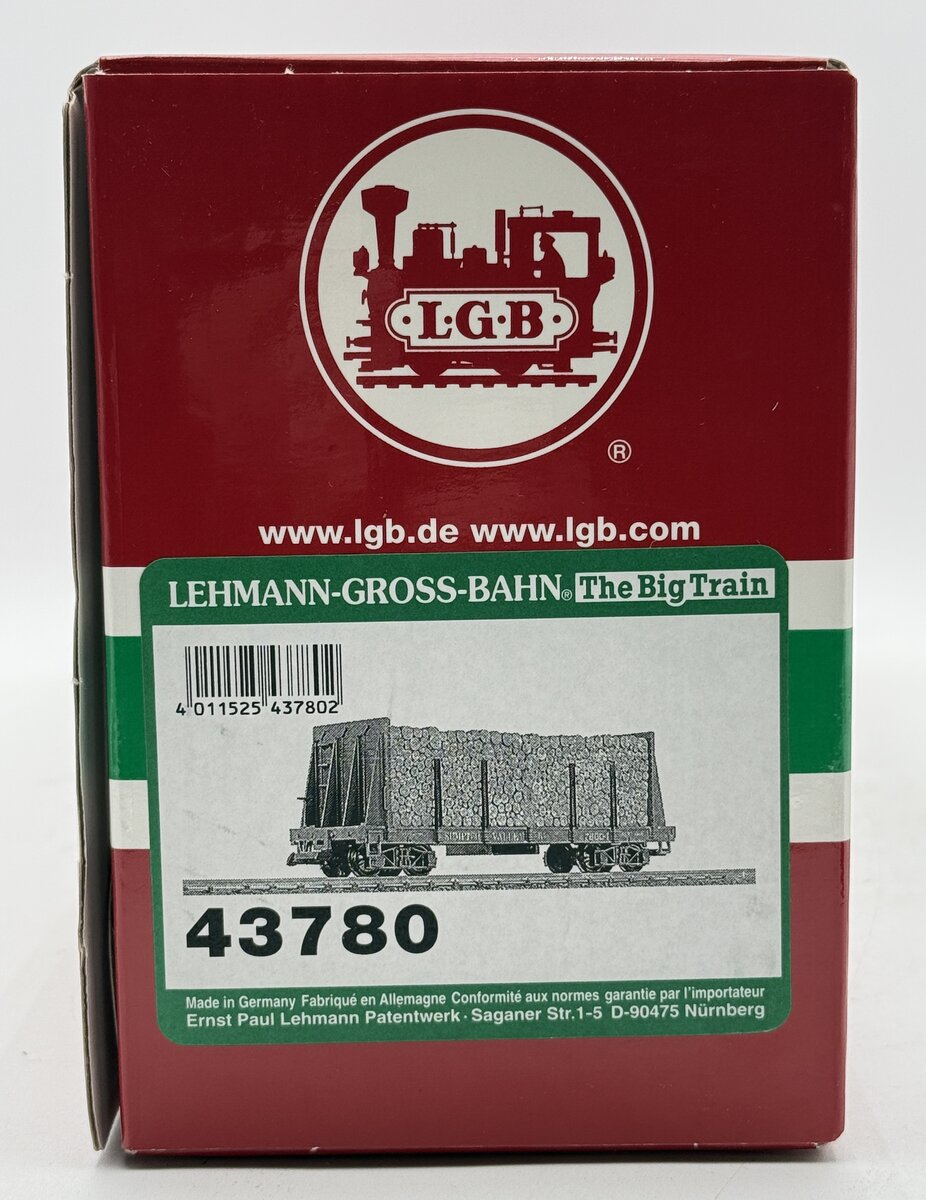 L·G·B
®
www.lgb.de www.lgb.com
LEHMANN-GROSS-BAHN® The Big Train
4 011525 437802
43780
Made in Germany Fabriqué en Allemagne Conformité aux normes garantie par l'importateur
Ernst Paul Lehmann Patentwerk · Saganer Str.1-5 D-90475 Nürnberg